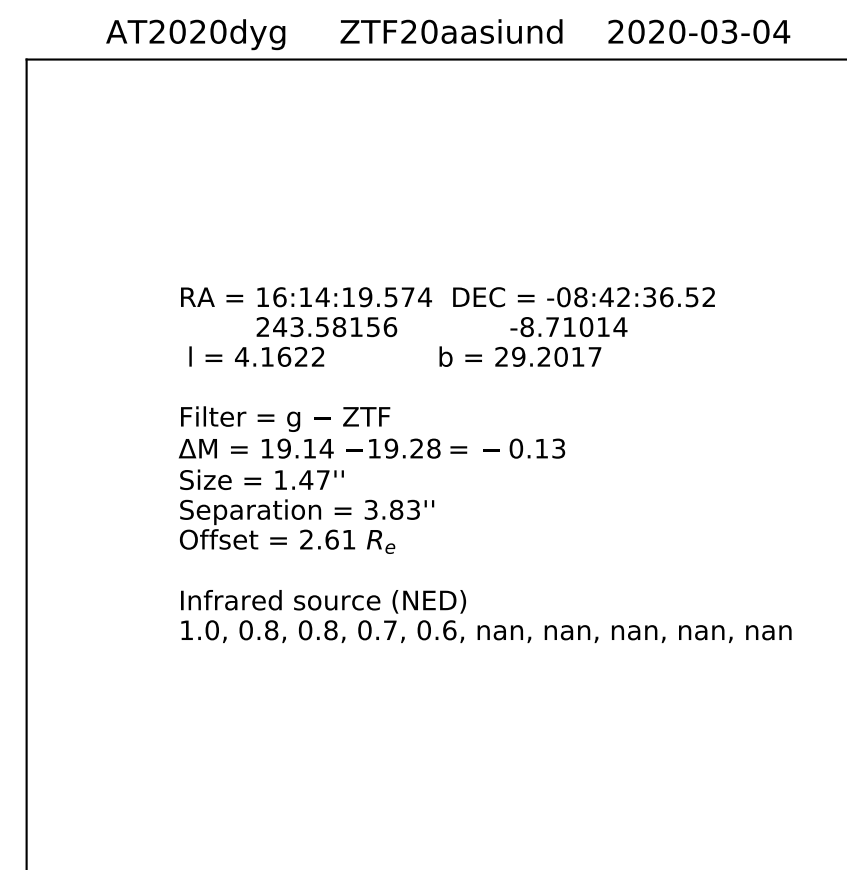 AT2020dyg ZTF20aasiund 2020-03-04
RA = 16:14:19.574 DEC = -08:42:36.52
243.58156 -8.71014
l = 4.1622 b = 29.2017
Filter = g − ZTF
ΔM = 19.14 −19.28 = − 0.13
Size = 1.47''
Separation = 3.83''
Offset = 2.61 Re
Infrared source (NED)
1.0, 0.8, 0.8, 0.7, 0.6, nan, nan, nan, nan, nan